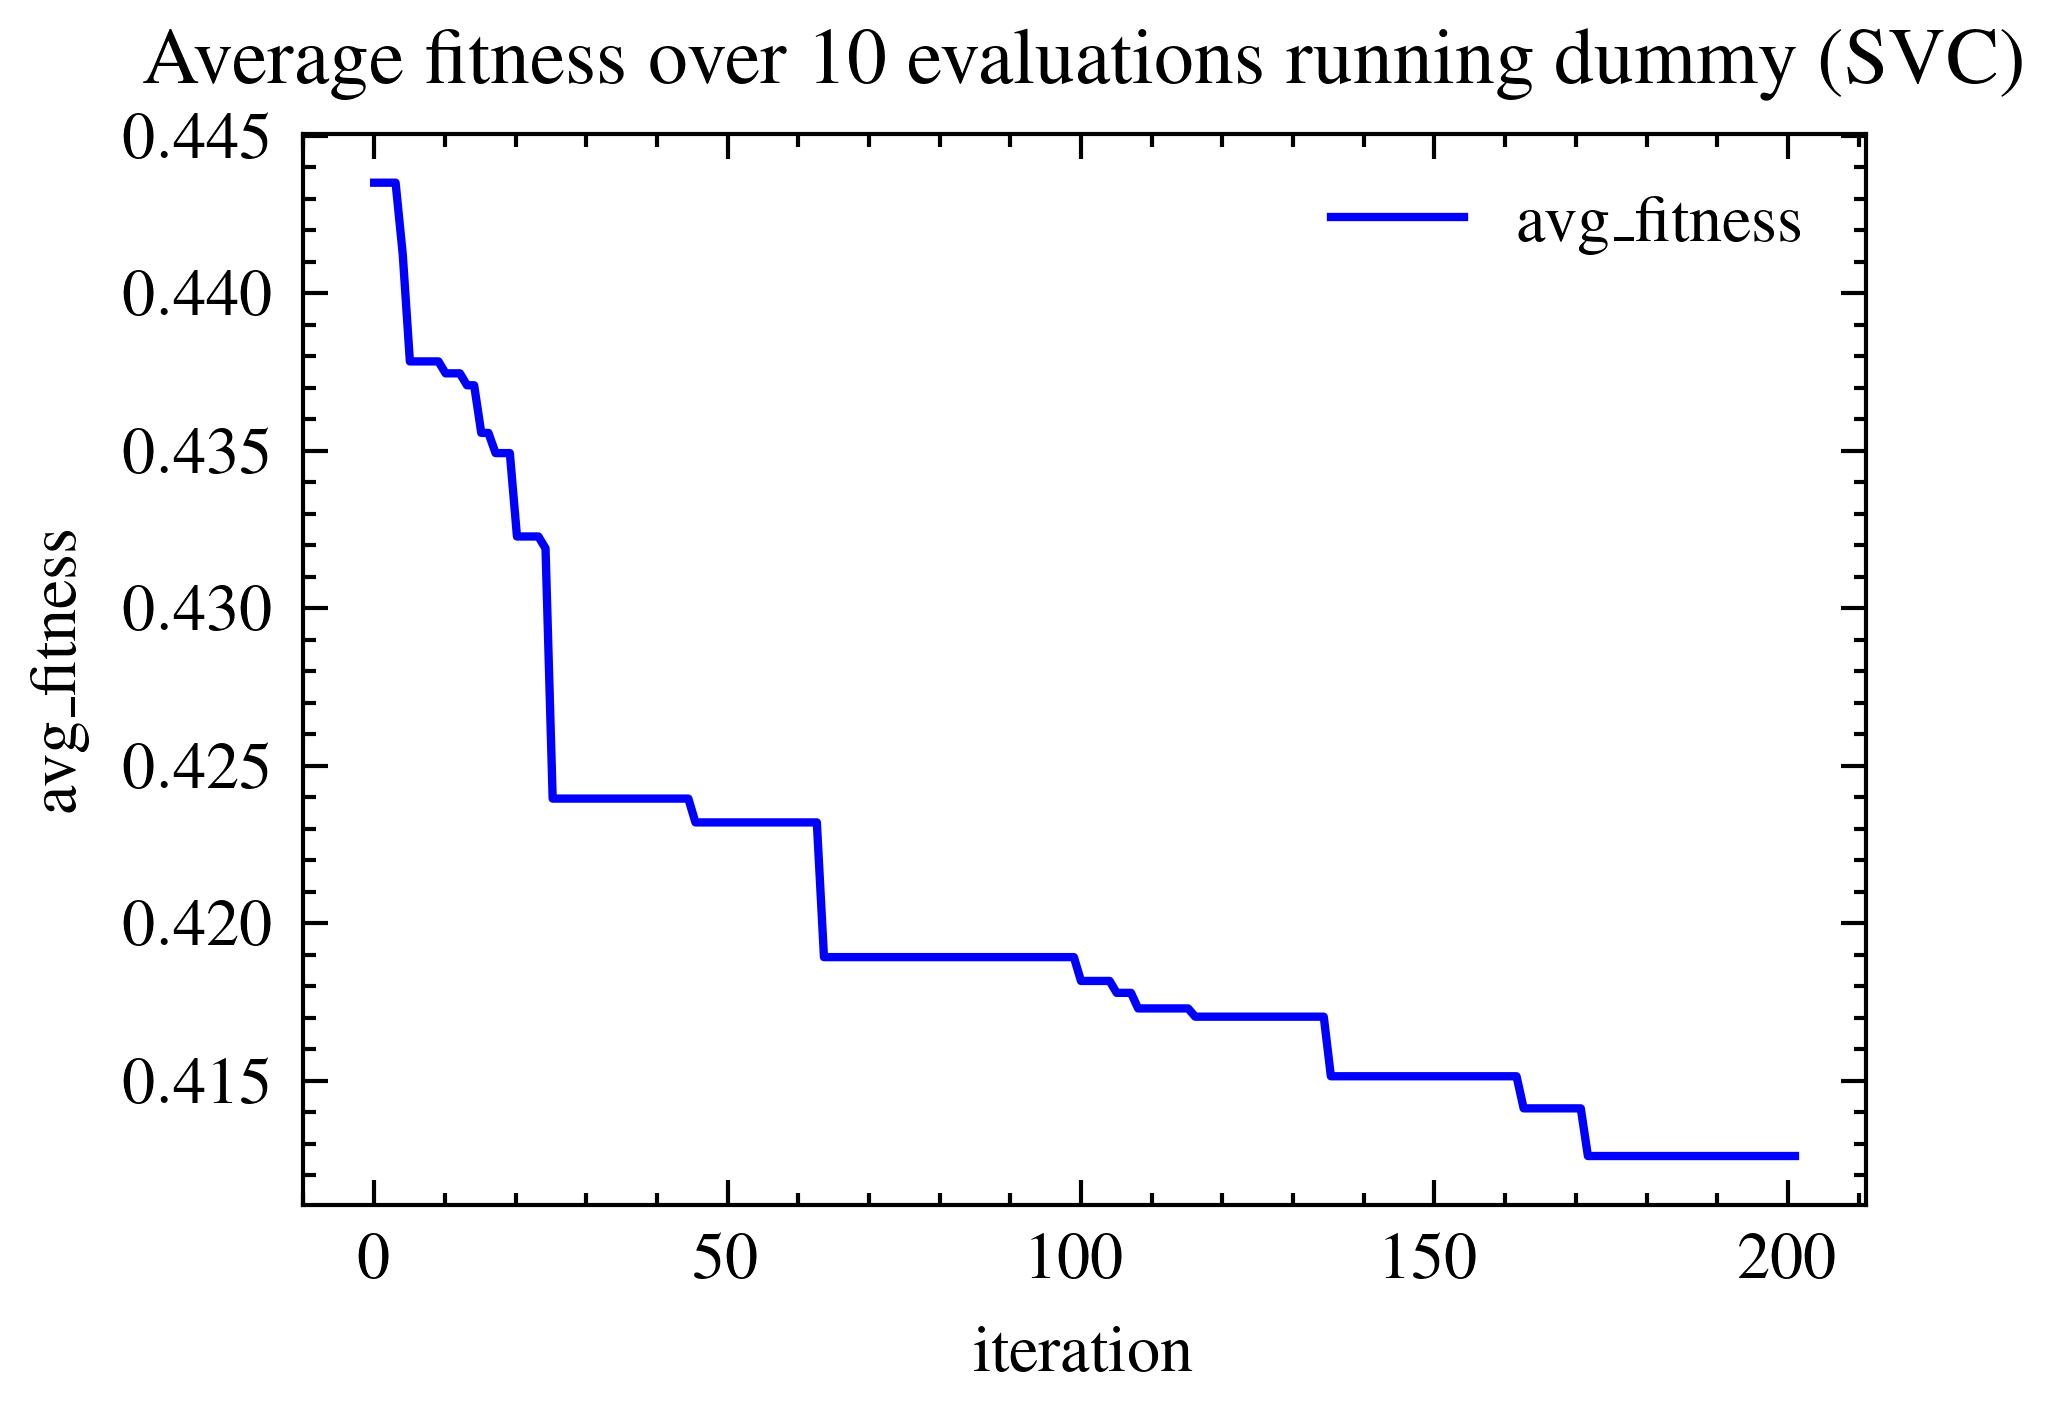 Average fitness over 10 evaluations running dummy (SVC)
0.445
0.440
0.435
0.430
0.425
0.420
0.415
avg_fitness
avg_fitness
0 50 100 150 200
iteration